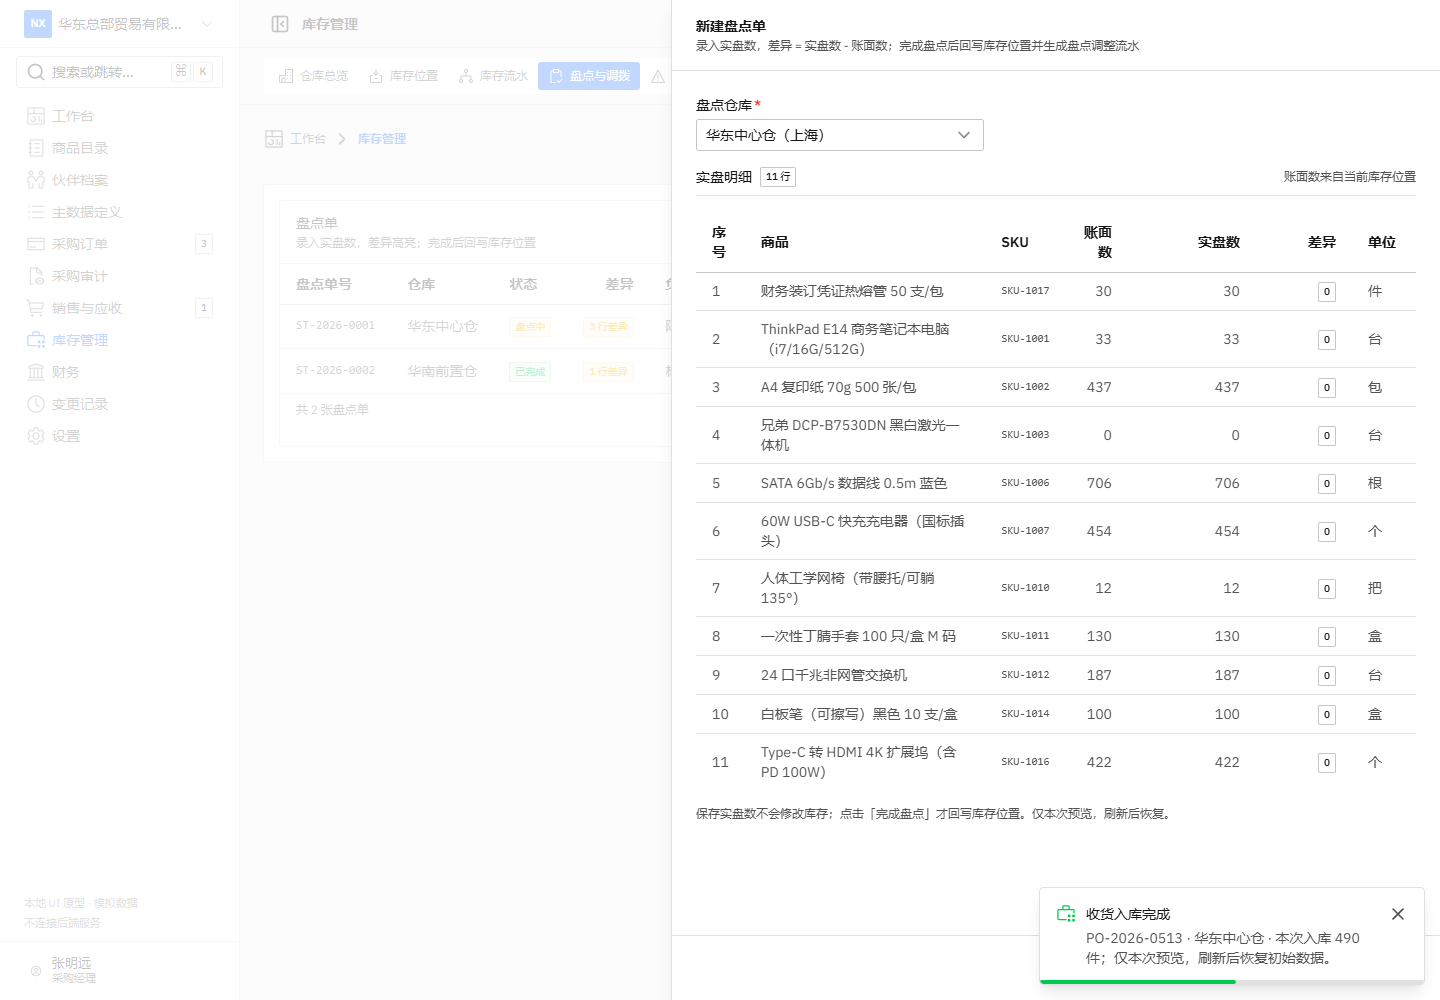 NX 华东总部贸易有限...
搜索或跳转... ⌘ K
工作台
商品目录
伙伴档案
主数据定义
采购订单 3
采购审计
销售与应收 1
库存管理
财务
变更记录
设置
本地 UI 原型 · 模拟数据
不连接后端服务
张明远
采购经理
库存管理
仓库总览 库存位置 库存流水 盘点与调拨
工作台 库存管理
盘点单
录入实盘数，差异高亮；完成后回写库存位置
盘点单号 仓库 状态 差异
ST-2026-0001 华东中心仓 盘点中 3 行差异
ST-2026-0002 华南前置仓 已完成 1 行差异
共 2 张盘点单
新建盘点单
录入实盘数，差异 = 实盘数 - 账面数；完成盘点后回写库存位置并生成盘点调整流水
盘点仓库*
华东中心仓（上海）
实盘明细 11 行 账面数来自当前库存位置
序号 商品 SKU 账面数 实盘数 差异 单位
1 财务装订凭证热熔管 50 支/包 SKU-1017 30 30 0 件
2 ThinkPad E14 商务笔记本电脑（i7/16G/512G） SKU-1001 33 33 0 台
3 A4 复印纸 70g 500 张/包 SKU-1002 437 437 0 包
4 兄弟 DCP-B7530DN 黑白激光一体机 SKU-1003 0 0 0 台
5 SATA 6Gb/s 数据线 0.5m 蓝色 SKU-1006 706 706 0 根
6 60W USB-C 快充充电器（国标插头） SKU-1007 454 454 0 个
7 人体工学网椅（带腰托/可躺 135°） SKU-1010 12 12 0 把
8 一次性丁腈手套 100 只/盒 M 码 SKU-1011 130 130 0 盒
9 24 口千兆非网管交换机 SKU-1012 187 187 0 台
10 白板笔（可擦写）黑色 10 支/盒 SKU-1014 100 100 0 盒
11 Type-C 转 HDMI 4K 扩展坞（含 PD 100W） SKU-1016 422 422 0 个
保存实盘数不会修改库存；点击「完成盘点」才回写库存位置。仅本次预览，刷新后恢复。
收货入库完成
PO-2026-0513 · 华东中心仓 · 本次入库 490
件；仅本次预览，刷新后恢复初始数据。